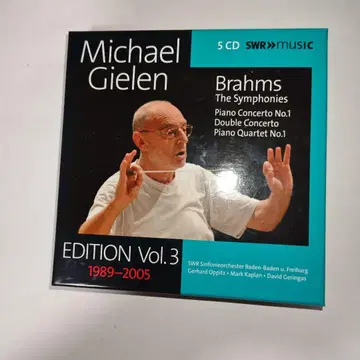 Michael
Gielen
5 CD SWR»music
Brahms
The Symphonies
Piano Concerto No.1
Double Concerto
Piano Quartet No.1
EDITION Vol.3
1989–2005
SWR Sinfonieorchester Baden-Baden u. Freiburg
Gerhard Oppitz • Mark Kaplan • David Geringas